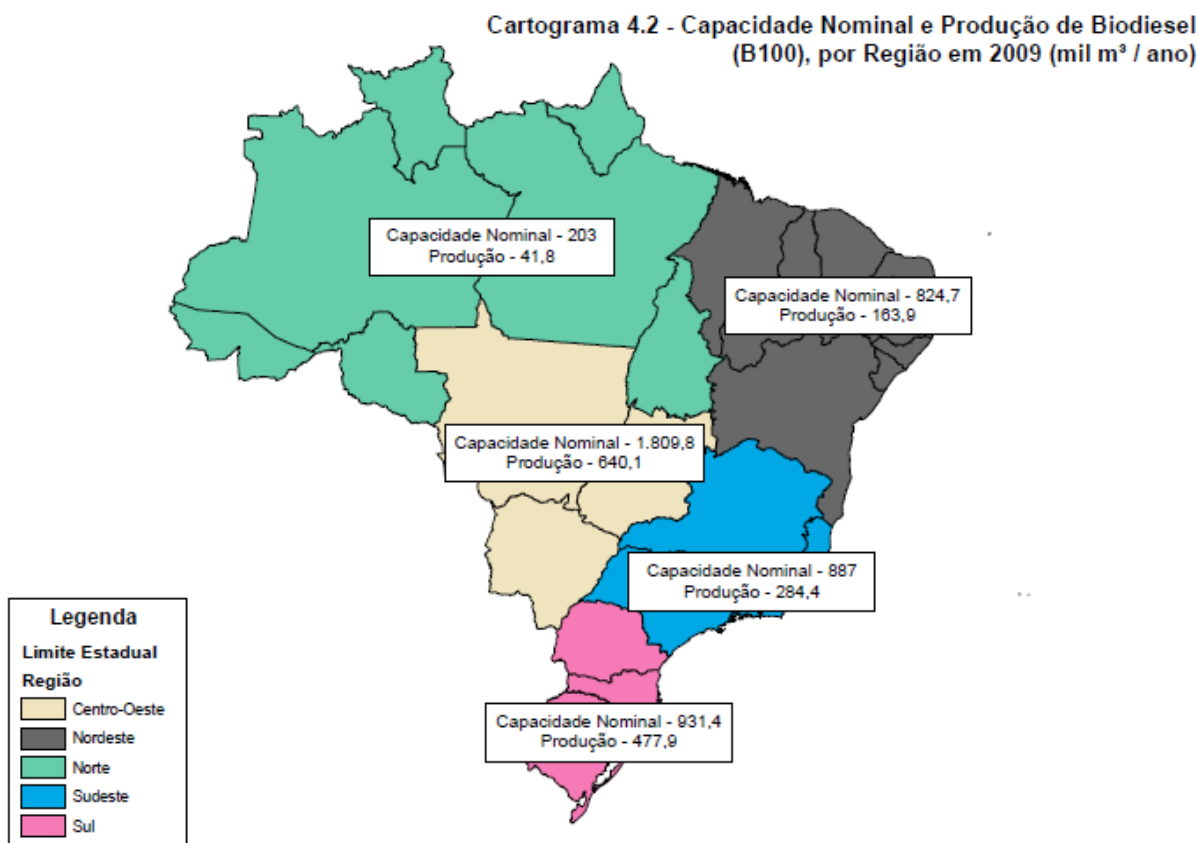 Cartograma 4.2 - Capacidade Nominal e Produção de Biodiesel
(B100), por Região em 2009 (mil m³ / ano)
Capacidade Nominal - 203
Produção - 41,8
Capacidade Nominal - 824,7
Produção - 163,9
Capacidade Nominal - 1.809,8
Produção - 640,1
Capacidade Nominal - 887
Produção - 284,4
Capacidade Nominal - 931,4
Produção - 477,9
Legenda
Limite Estadual
Região
Centro-Oeste
Nordeste
Norte
Sudeste
Sul